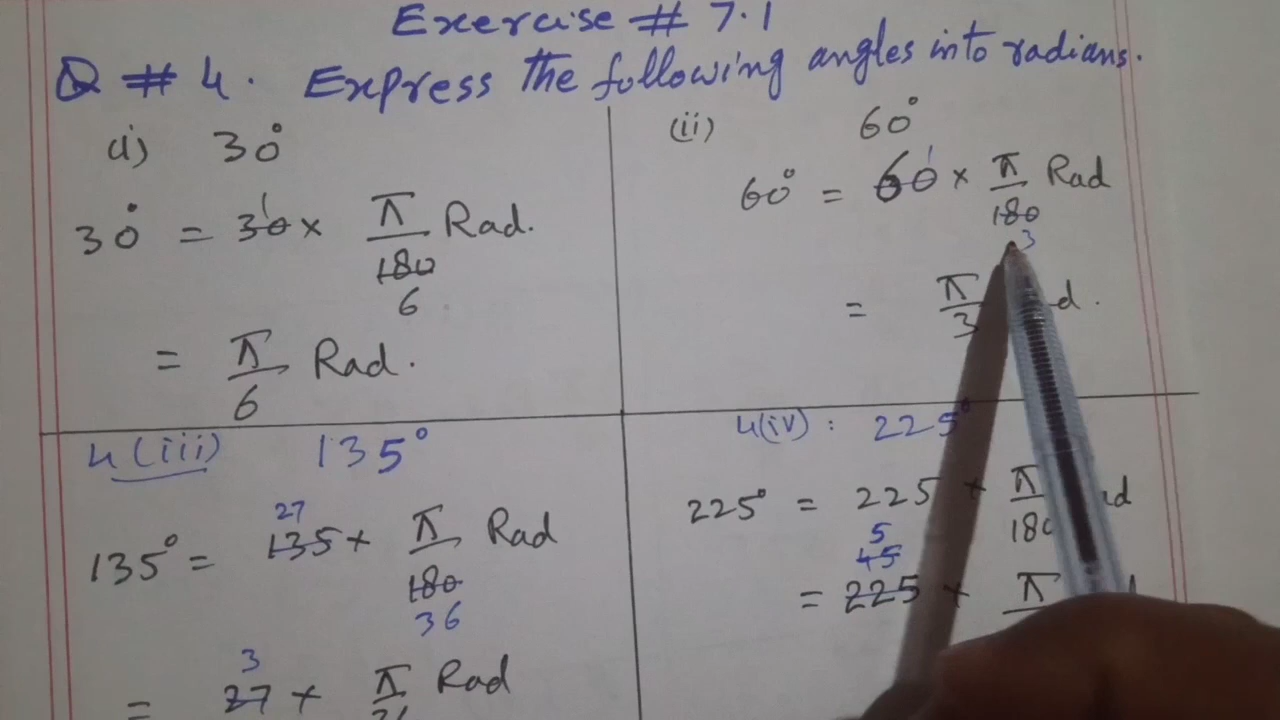 Exercise # 7.1
Q # 4. Express the following angles into radians.
(i) 30°
30° = 30 1 × π/180 Rad.
6
= π/6 Rad.
(ii) 60°
60° = 60 1 × π/180 Rad
3
= π/3
4(iii) 135°
27
135° = 135 × π/180 Rad
36
3
= 27 × π Rad
4(iv): 225°
225° = 225 × π
5
45
= 225 × π